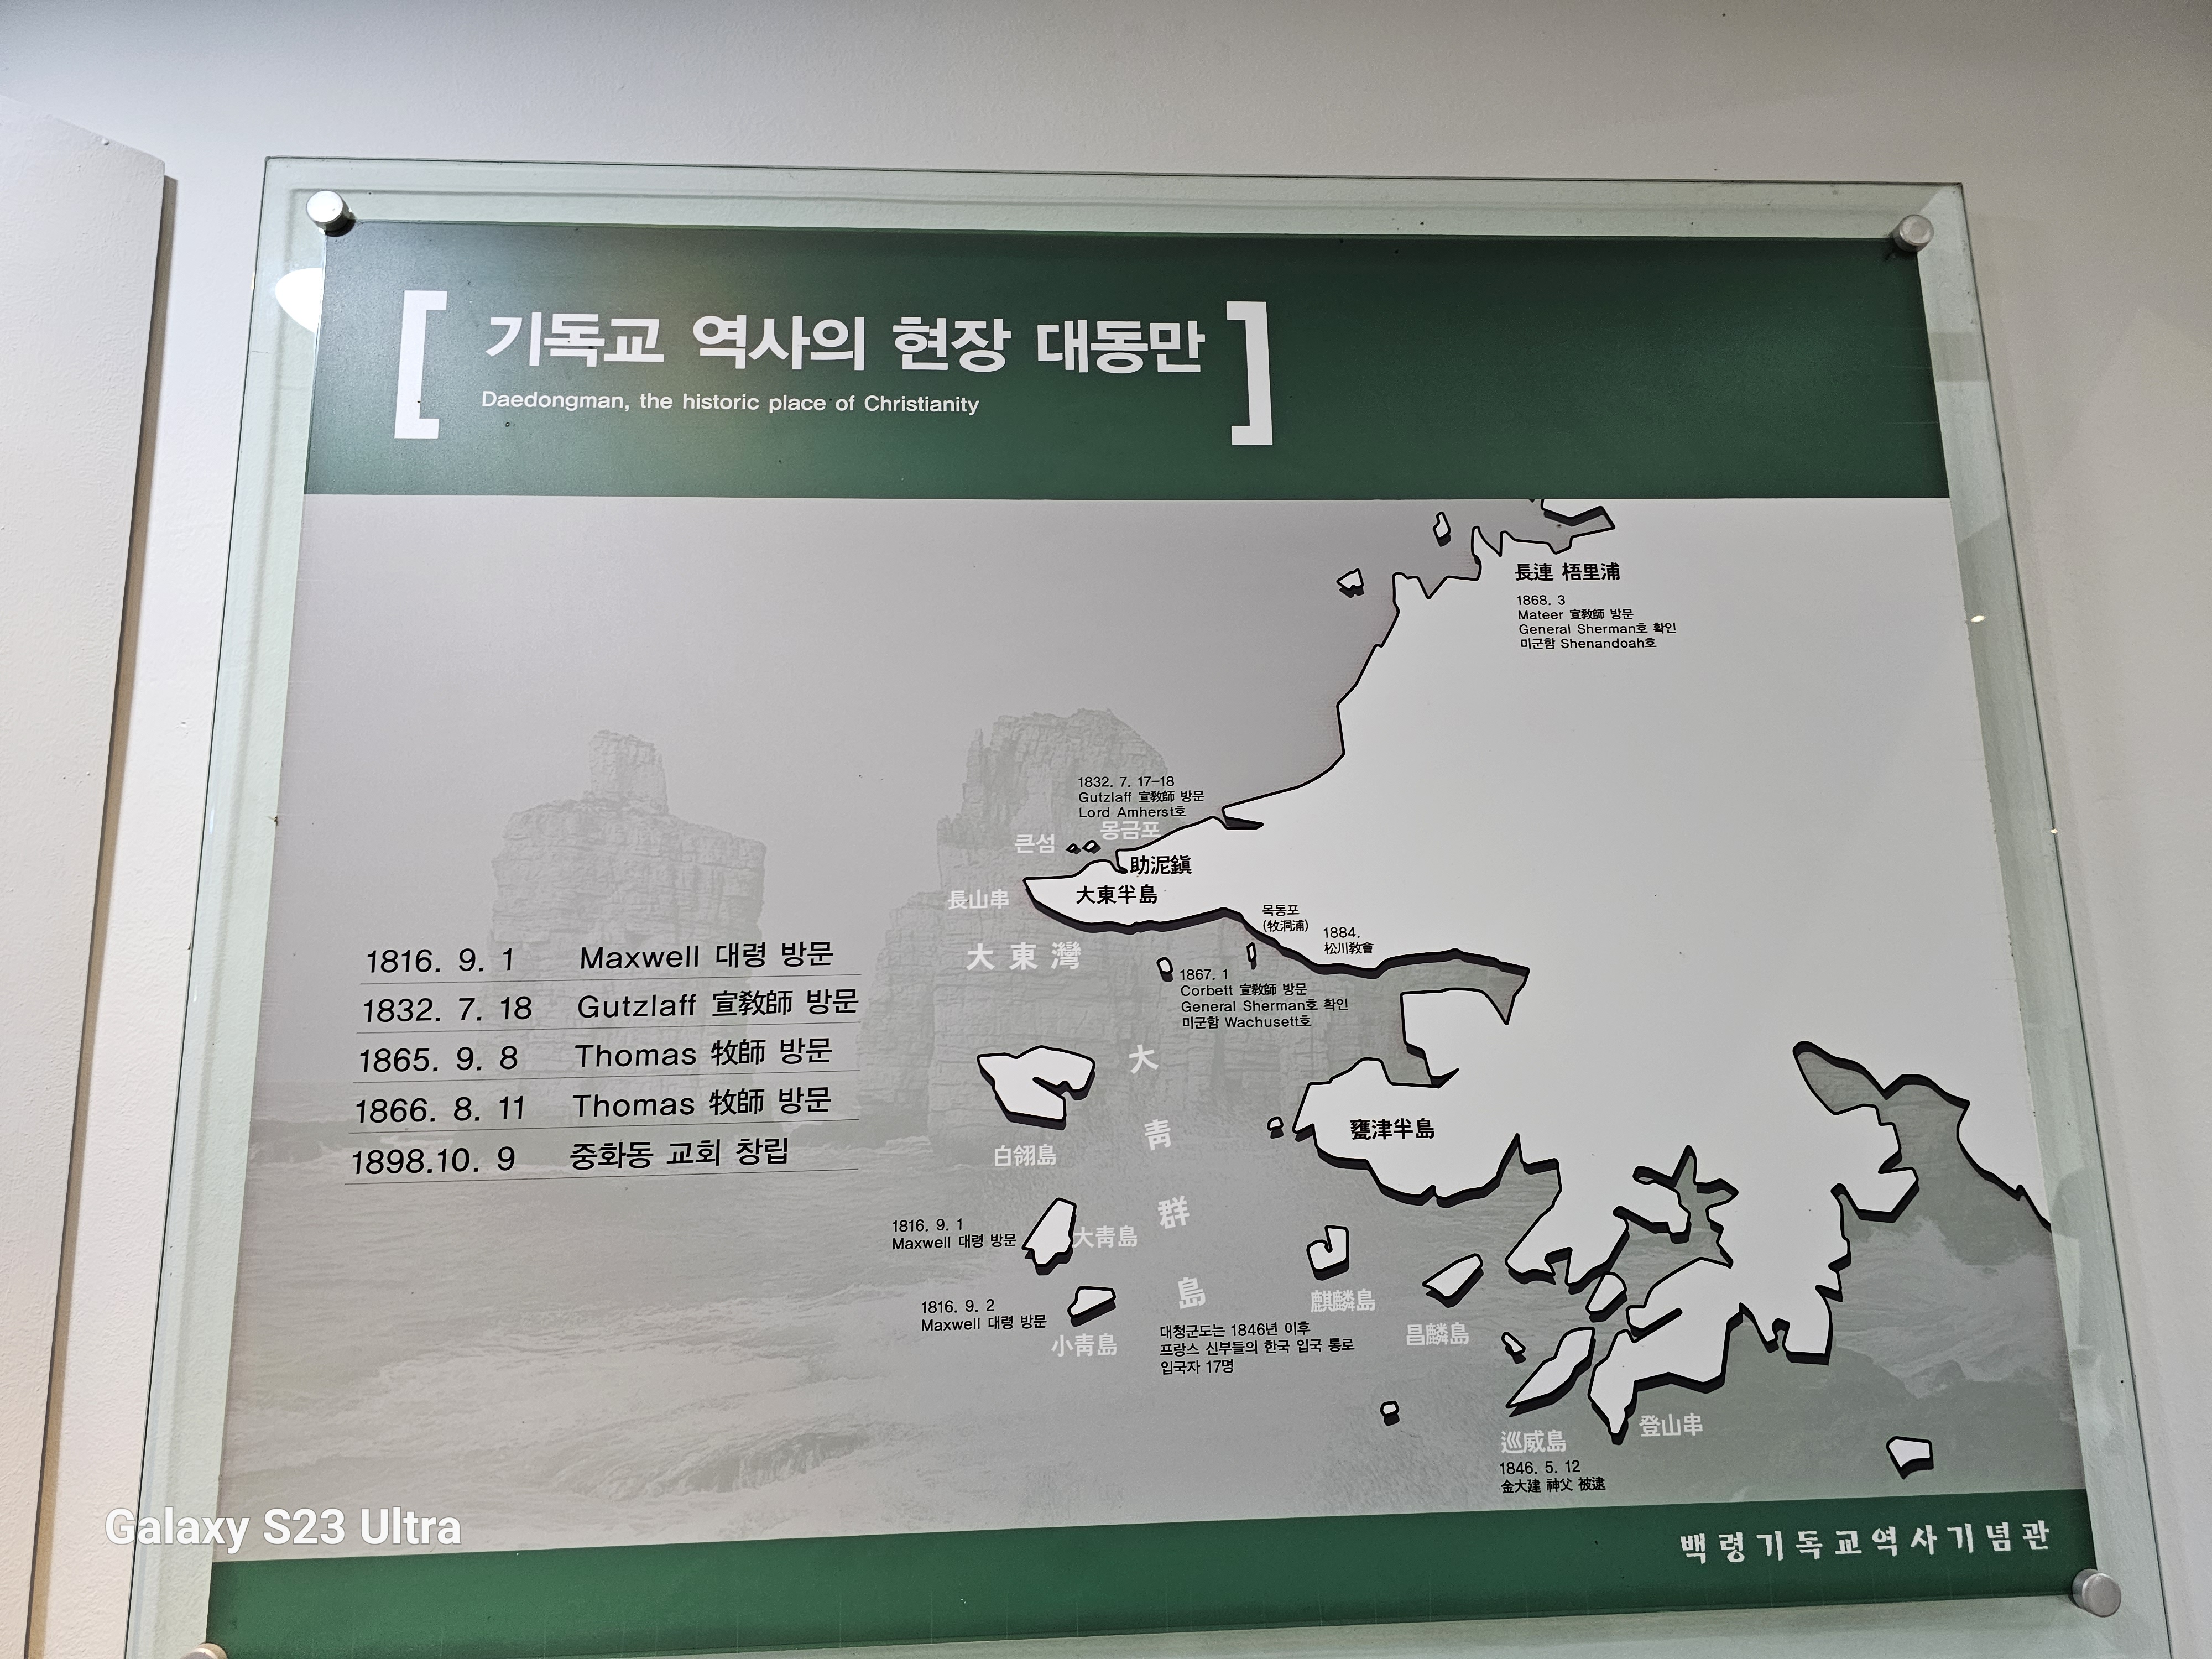 [ 기독교 역사의 현장 대동만 ]
Daedongman, the historic place of Christianity
長連 梧里浦
1868. 3
Mateer 宣敎師 방문
General Sherman호 확인
미군함 Shenandoah호
1832. 7. 17-18
Gutzlaff 宣敎師 방문
Lord Amherst호
몽금포
큰섬
助泥鎭
長山串
大東半島
大東灣
목동포
(牧洞浦)
1884.
松川敎會
1867. 1
Corbett 宣敎師 방문
General Sherman호 확인
미군함 Wachusett호
1816. 9. 1 Maxwell 대령 방문
1832. 7. 18 Gutzlaff 宣敎師 방문
1865. 9. 8 Thomas 牧師 방문
1866. 8. 11 Thomas 牧師 방문
1898.10. 9 중화동 교회 창립
大
靑
群
島
甕津半島
白翎島
1816. 9. 1
Maxwell 대령 방문
大靑島
1816. 9. 2
Maxwell 대령 방문
小靑島
대청군도는 1846년 이후
프랑스 신부들의 한국 입국 통로
입국자 17명
麒麟島
昌麟島
巡威島
1846. 5. 12
金大建 神父 被逮
登山串
백령기독교역사기념관
Galaxy S23 Ultra